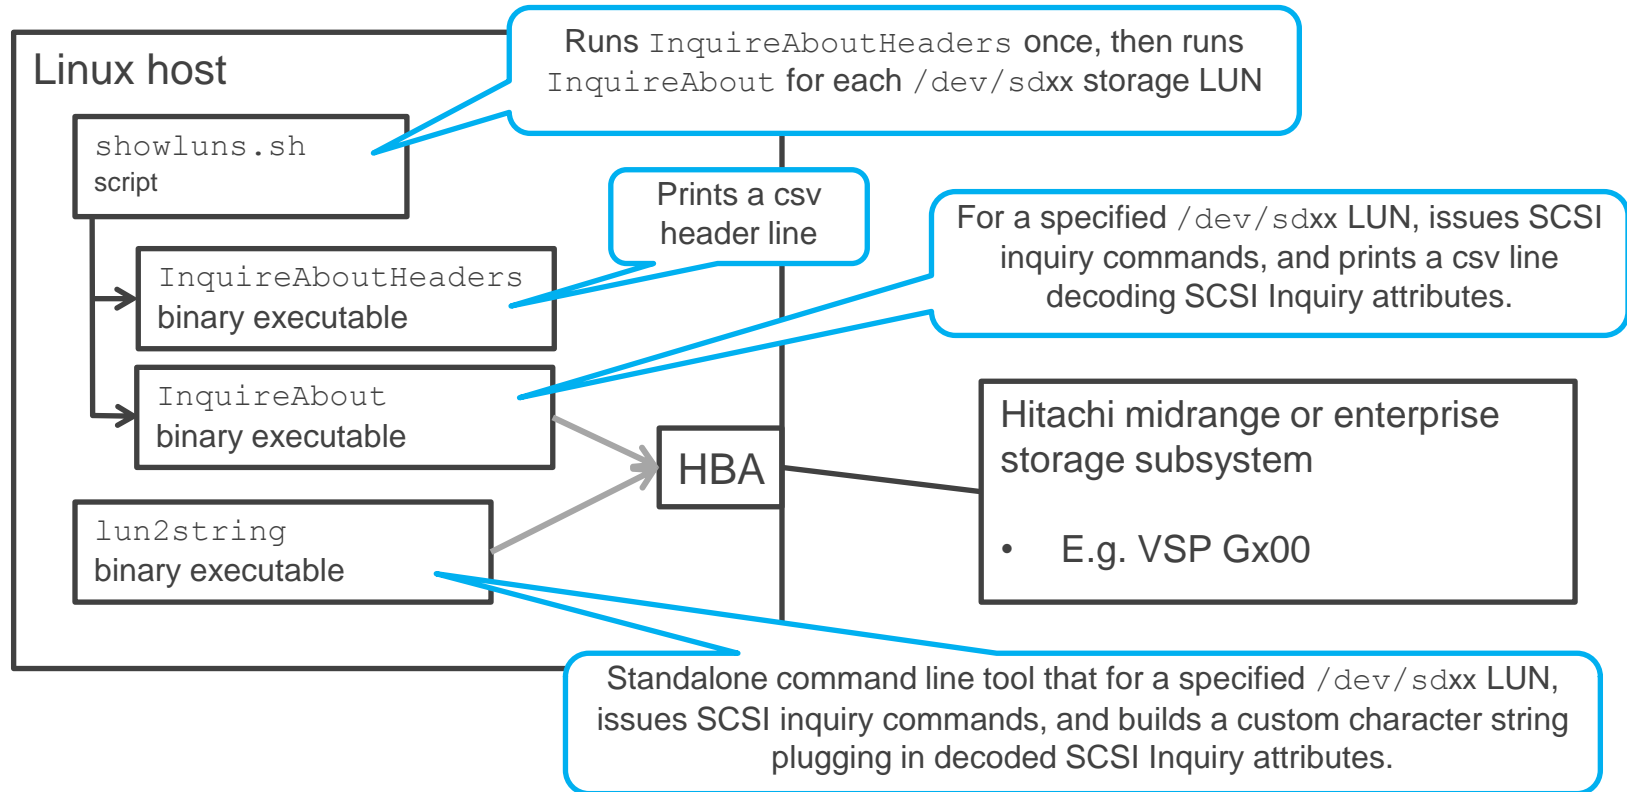 Linux host
Runs InquireAboutHeaders once, then runs
InquireAbout for each /dev/sdxx storage LUN
showluns.sh
script
Prints a csv
header line
For a specified /dev/sdxx LUN, issues SCSI
inquiry commands, and prints a csv line
decoding SCSI Inquiry attributes.
InquireAboutHeaders
binary executable
InquireAbout
binary executable
HBA
Hitachi midrange or enterprise
storage subsystem
• E.g. VSP Gx00
lun2string
binary executable
Standalone command line tool that for a specified /dev/sdxx LUN,
issues SCSI inquiry commands, and builds a custom character string
plugging in decoded SCSI Inquiry attributes.